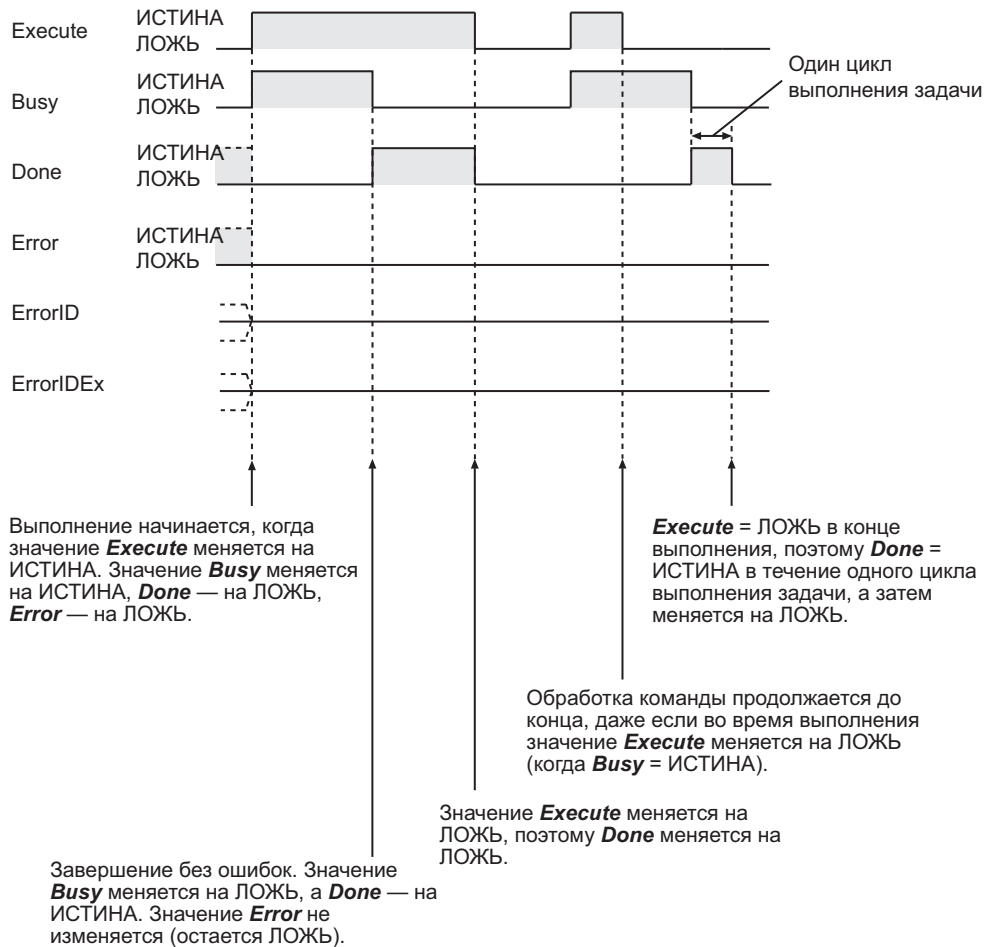 Execute
ИСТИНА
ЛОЖЬ
Busy
ИСТИНА
ЛОЖЬ
Один цикл
выполнения задачи
Done
ИСТИНА
ЛОЖЬ
Error
ИСТИНА
ЛОЖЬ
ErrorID
ErrorIDEx
Выполнение начинается, когда
значение Execute меняется на
ИСТИНА. Значение Busy меняется
на ИСТИНА, Done — на ЛОЖЬ,
Error — на ЛОЖЬ.
Execute = ЛОЖЬ в конце
выполнения, поэтому Done =
ИСТИНА в течение одного цикла
выполнения задачи, а затем
меняется на ЛОЖЬ.
Обработка команды продолжается до
конца, даже если во время выполнения
значение Execute меняется на ЛОЖЬ
(когда Busy = ИСТИНА).
Значение Execute меняется на
ЛОЖЬ, поэтому Done меняется на
ЛОЖЬ.
Завершение без ошибок. Значение
Busy меняется на ЛОЖЬ, а Done — на
ИСТИНА. Значение Error не
изменяется (остается ЛОЖЬ).